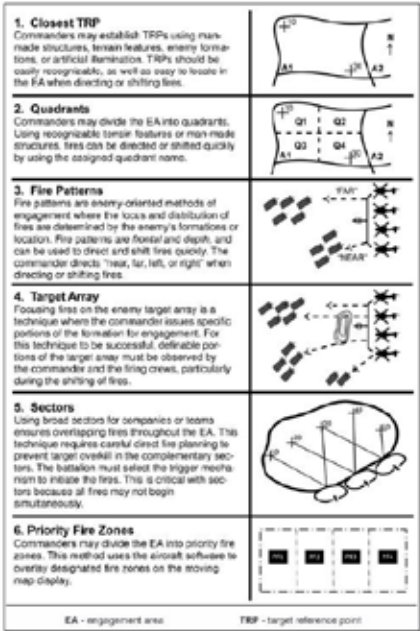 1. Closest TRP
Commanders may establish TRPs using man-
made structures, terrain features, enemy forma-
tions, or artificial illumination. TRPs should be
easily recognizable, as well as easy to locate in
the EA when directing or shifting fires.
N
A1
A2
2. Quadrants
Commanders may divide the EA into quadrants.
Using recognizable terrain features or man-made
structures, fires can be directed or shifted quickly
by using the assigned quadrant name.
Q1 Q2
N
Q3 Q4
A1
A2
3. Fire Patterns
Fire patterns are enemy-oriented methods of
engagement where the locus and distribution of
fires are determined by the enemy's formations or
location. Fire patterns are frontal and depth, and
can be used to direct and shift fires quickly. The
commander directs "near, far, left, or right" when
directing or shifting fires.
"FAR"
"NEAR"
4. Target Array
Focusing fires on the enemy target array is a
technique where the commander issues specific
portions of the formation for engagement. For
this technique to be successful, definable por-
tions of the target array must be observed by
the commander and the firing crews, particularly
during the shifting of fires.
5. Sectors
Using broad sectors for companies or teams
ensures overlapping fires throughout the EA. This
technique requires careful direct fire planning to
prevent target overkill in the complementary sec-
tors. The battalion must select the trigger mecha-
nism to initiate the fires. This is critical with sec-
tors because all fires may not begin
simultaneously.
6. Priority Fire Zones
Commanders may divide the EA into priority fire
zones. This method uses the aircraft software to
overlay designated fire zones on the moving
map display.
EA - engagement area
TRP - target reference point